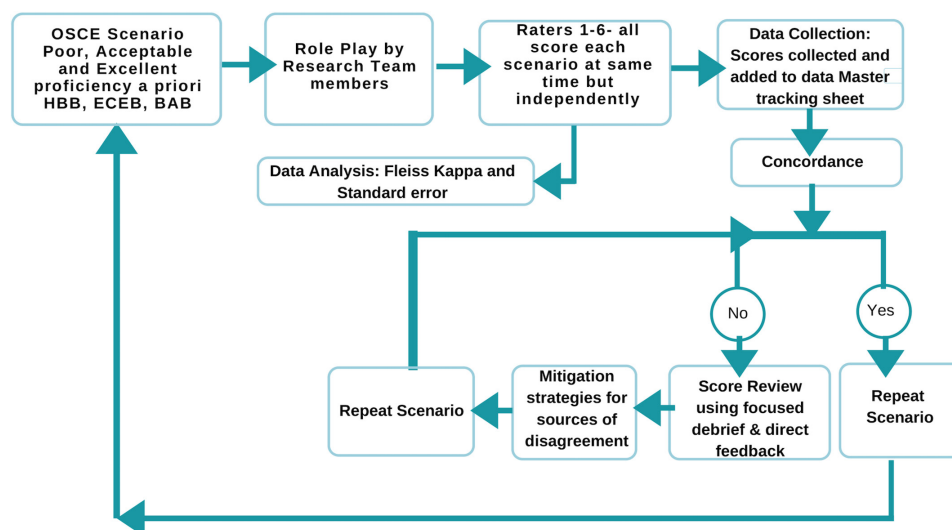 OSCE Scenario
Poor, Acceptable
and Excellent
proficiency a priori
HBB, ECEB, BAB
Role Play by
Research Team
members
Raters 1-6- all
score each
scenario at same
time but
independently
Data Collection:
Scores collected and
added to data Master
tracking sheet
Data Analysis: Fleiss Kappa and
Standard error
Concordance
No
Yes
Repeat Scenario
Mitigation
strategies for
sources of
disagreement
Score Review
using focused
debrief & direct
feedback
Repeat
Scenario